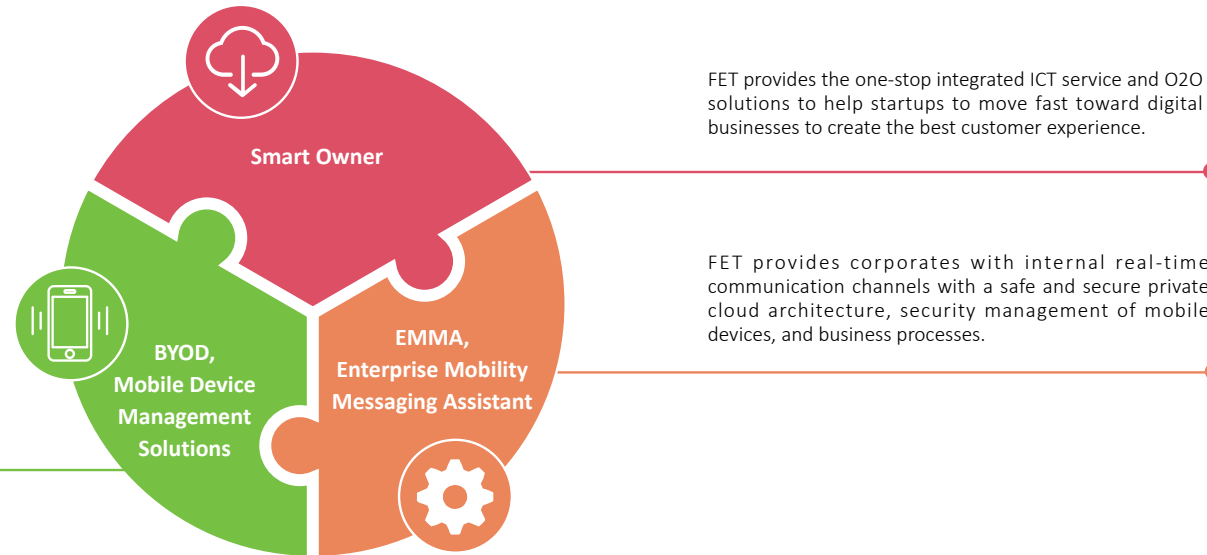 Smart Owner
BYOD,
Mobile Device
Management
Solutions
EMMA,
Enterprise Mobility
Messaging Assistant
FET provides the one-stop integrated ICT service and O2O
solutions to help startups to move fast toward digital
businesses to create the best customer experience.
FET provides corporates with internal real-time
communication channels with a safe and secure private
cloud architecture, security management of mobile
devices, and business processes.